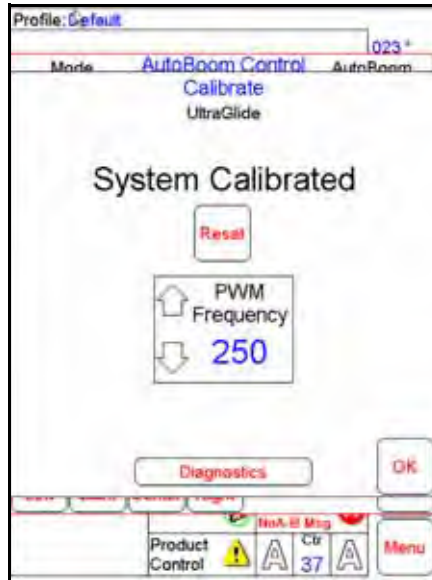 Profile: Default
023 °
Mode AutoBoom Control AutoBoom
Calibrate
UltraGlide
System Calibrated
Reset
PWM
Frequency
250
Diagnostics
OK
NoA-B Msg
Product
Control
A
Ctr
37
A
Menu